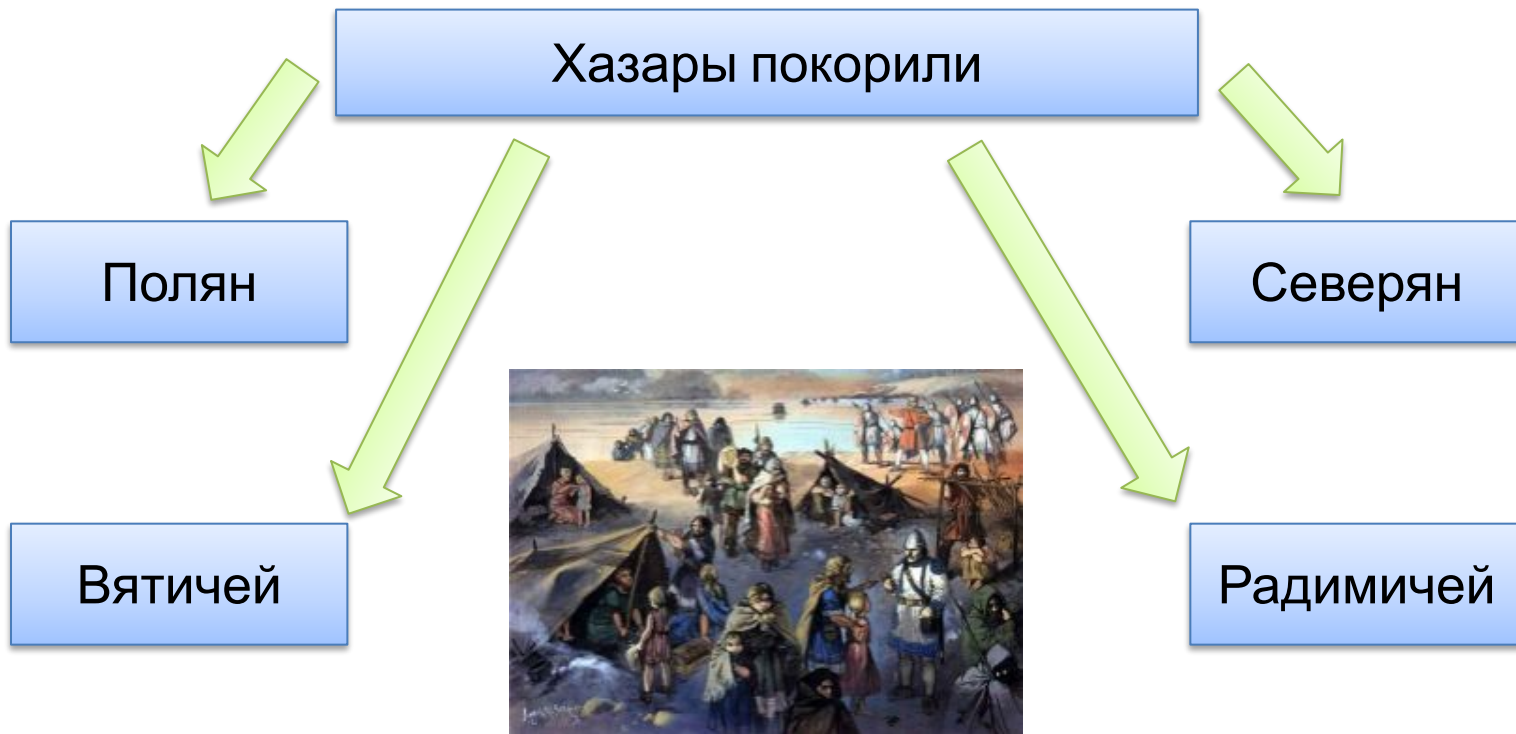 Хазары покорили
Полян
Северян
Вятичей
Радимичей